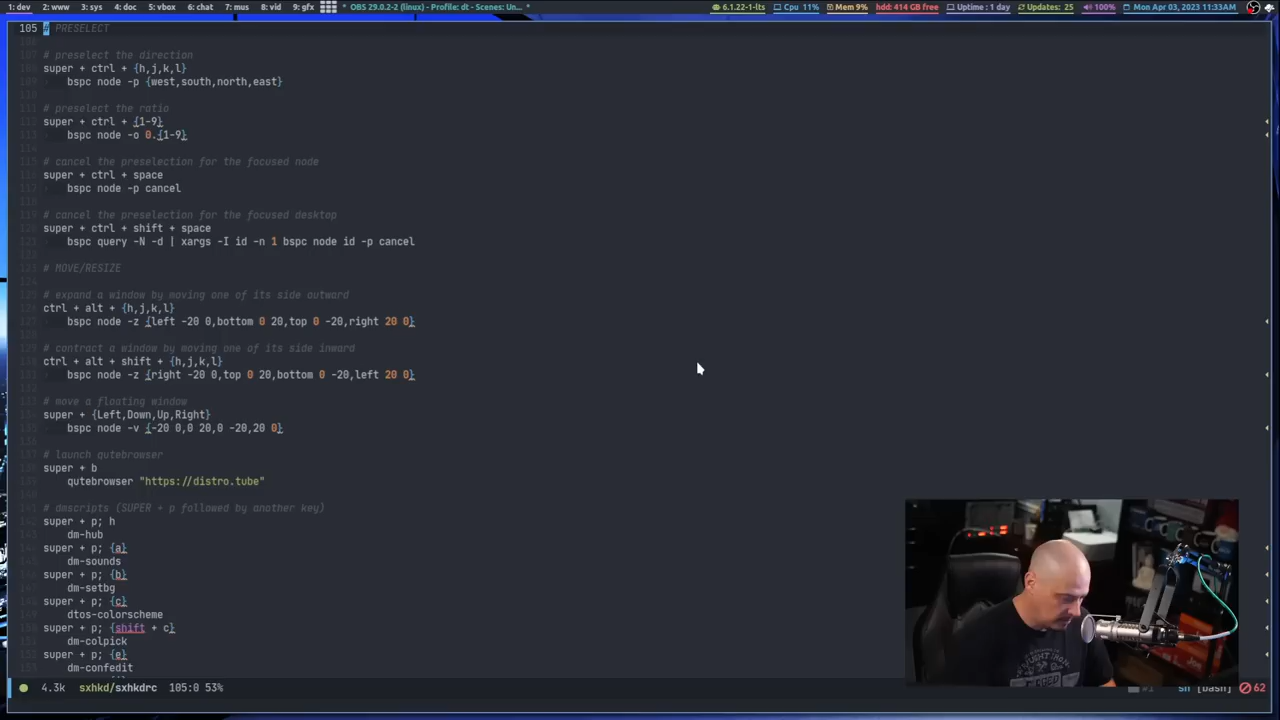 1: dev 2: www 3: sys 4: doc 5: vbox 6: chat 7: mus 8: vid 9: gfx * OBS 29.0.2-2 (linux) - Profile: dt - Scenes: Un... * 6.1.22-1-lts Cpu 11% Mem 9% hdd: 414 GB free Uptime: 1 day Updates: 25 100% Mon Apr 03, 2023 11:33AM
105 # PRESELECT
# preselect the direction
super + ctrl + {h,j,k,l}
bspc node -p {west,south,north,east}
# preselect the ratio
super + ctrl + {1-9}
bspc node -o 0.{1-9}
# cancel the preselection for the focused node
super + ctrl + space
bspc node -p cancel
# cancel the preselection for the focused desktop
super + ctrl + shift + space
bspc query -N -d | xargs -I id -n 1 bspc node id -p cancel
# MOVE/RESIZE
# expand a window by moving one of its side outward
ctrl + alt + {h,j,k,l}
bspc node -z {left -20 0,bottom 0 20,top 0 -20,right 20 0}
# contract a window by moving one of its side inward
ctrl + alt + shift + {h,j,k,l}
bspc node -z {right -20 0,top 0 20,bottom 0 -20,left 20 0}
# move a floating window
super + {Left,Down,Up,Right}
bspc node -v {-20 0,0 20,0 -20,20 0}
# launch qutebrowser
super + b
qutebrowser "https://distro.tube"
# dmscripts (SUPER + p followed by another key)
super + p; h
dm-hub
super + p; {a}
dm-sounds
super + p; {b}
dm-setbg
super + p; {c}
dtos-colorscheme
super + p; {shift + c}
dm-colpick
super + p; {e}
dm-confedit
4.3k sxhkd/sxhkdrc 105:0 53% #1 sh [bash] 62